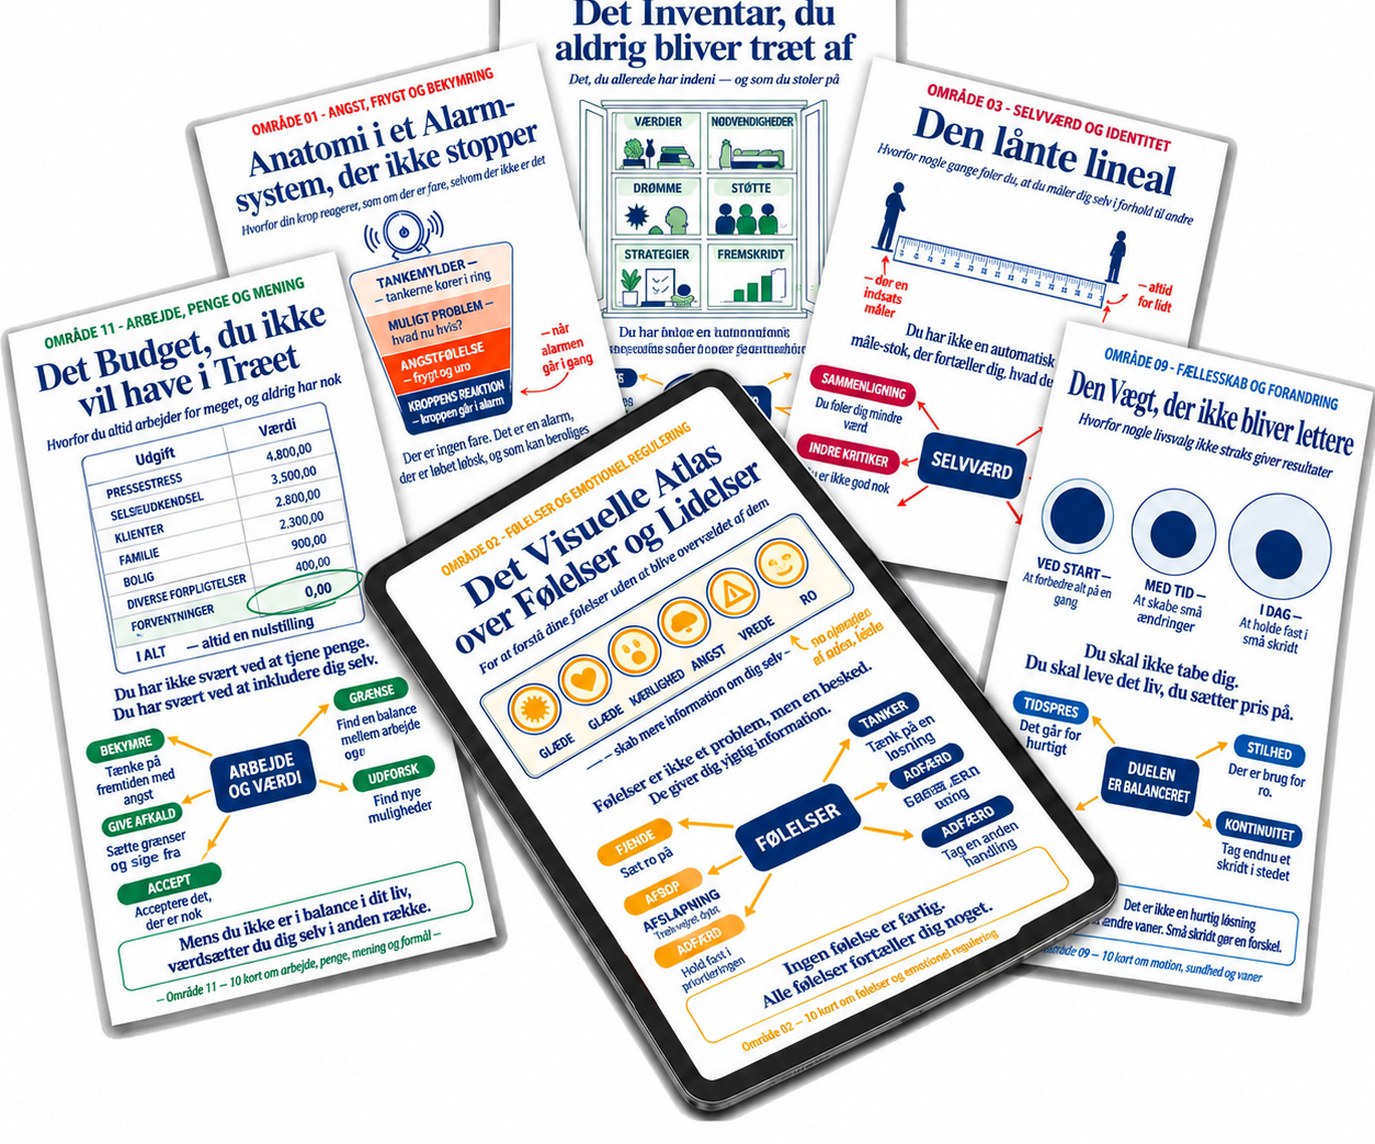 Det Inventar, du
aldrig bliver træt af
Det, du allerede har indeni — og som du stoler på
VÆRDIER
NØDVENDIGHEDER
DRØMME
STØTTE
STRATEGIER
FREMSKRIDT
Du har
OMRÅDE 01 - ANGST, FRYGT OG BEKYMRING
Anatomi i et Alarm-
system, der ikke stopper
Hvorfor din krop reagerer, som om der er fare, selvom der ikke er det
TANKEMYLDER —
— tankerne kører i ring
MULIGT PROBLEM —
hvad nu hvis?
ANGSTFØLELSE
— frygt og uro
KROPPENS REAKTION
— kroppen går i alarm
— når
alarmen
går i gang
Der er ingen fare. Det er en alarm,
der er løbet løbsk, og som kan beroliges
OMRÅDE 03 - SELVVÆRD OG IDENTITET
Den lånte lineal
Hvorfor nogle gange føler du, at du måler dig selv i forhold til andre
— der en
indsats
måler
— altid
for lidt
Du har ikke en automatisk
måle-stok, der fortæller dig, hvad de
SAMMENLIGNING
Du føler dig mindre
værd
INDRE KRITIKER
er ikke god nok
SELVVÆRD
OMRÅDE 11 - ARBEJDE, PENGE OG MENING
Det Budget, du ikke
vil have i Træet
Hvorfor du altid arbejder for meget, og aldrig har nok
Udgift Værdi
PRESSESTRESS 4.800,00
3,500,00
KLIENTER 2.800,00
FAMILIE 2.300,00
BOLIG 900,00
DIVERSE FORPLIGTELSER 400,00
FORVENTNINGER 0,00
I ALT — altid en nulstilling
Du har ikke svært ved at tjene penge.
Du har svært ved at inkludere dig selv.
ARBEJDE
OG VÆRDI
BEKYMRE
Tænke på
fremtiden med
angst
GIVE AFKALD
Sætte grænser
og sige fra
ACCEPT
Acceptere det,
der er nok
GRÆNSE
Find en balance
mellem arbejde
UDFORSK
Find nye
muligheder
Mens du ikke er i balance i dit liv,
værdsætter du dig selv i anden række.
— Område 11 — 10 kort om arbejde, penge, mening og formål —
OMRÅDE 02 - FØLELSER OG EMOTIONEL REGULERING
Det Visuelle Atlas
over Følelser og Lidelser
For at forstå dine følelser uden at blive overvældet af dem
GLÆDE
GLÆDE
KÆRLIGHED
ANGST
VREDE
RO
— – skab mere information om dig selv –
Følelser er ikke et problem, men en besked.
De giver dig vigtig information.
FØLELSER
FJENDE
Sæt ro på
AFSLAPNING
ADFÆRD
Hold fast i
prioriteringen
TANKER
Tænk på en
løsning
ADFÆRD
ADFÆRD
Tag en anden
handling
Ingen følelse er farlig.
Alle følelser fortæller dig noget.
Område 02 — 10 kort om følelser og emotionel regulering
OMRÅDE 09 - FÆLLESSKAB OG FORANDRING
Den Vægt, der ikke bliver lettere
Hvorfor nogle livsvalg ikke straks giver resultater
VED START—
At forbedre alt på en
gang
MED TID —
At skabe små
ændringer
I DAG—
At holde fast i
små skridt
Du skal ikke tabe dig.
Du skal leve det liv, du sætter pris på.
TIDSPRES
Det går for
hurtigt
DUELEN
ER BALANCERET
STILHED
Der er brug for
ro.
KONTINUITET
Tag endnu et
skridt i stedet
Det er ikke en hurtig løsning
ændre vaner. Små skridt gør en forskel.
09 — 10 kort om motion, sundhed og vaner